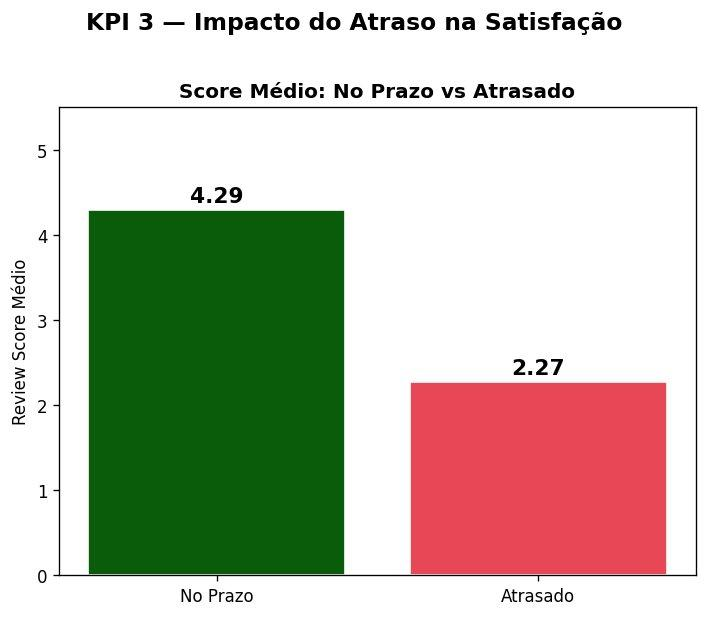 KPI 3 — Impacto do Atraso na Satisfação
Score Médio: No Prazo vs Atrasado
5
4
3
2
1
0
Review Score Médio
4.29
2.27
No Prazo
Atrasado